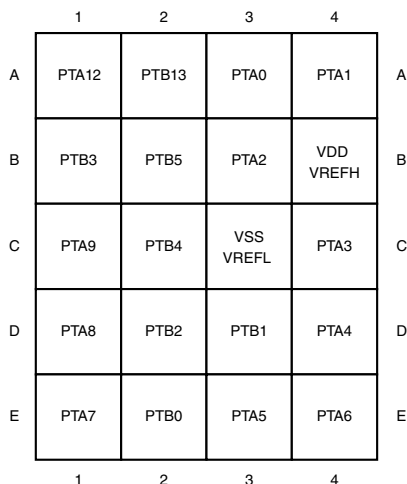 1 2 3 4
A PTA12 PTB13 PTA0 PTA1 A
B PTB3 PTB5 PTA2 VDD VREFH B
C PTA9 PTB4 VSS VREFL PTA3 C
D PTA8 PTB2 PTB1 PTA4 D
E PTA7 PTB0 PTA5 PTA6 E
1 2 3 4